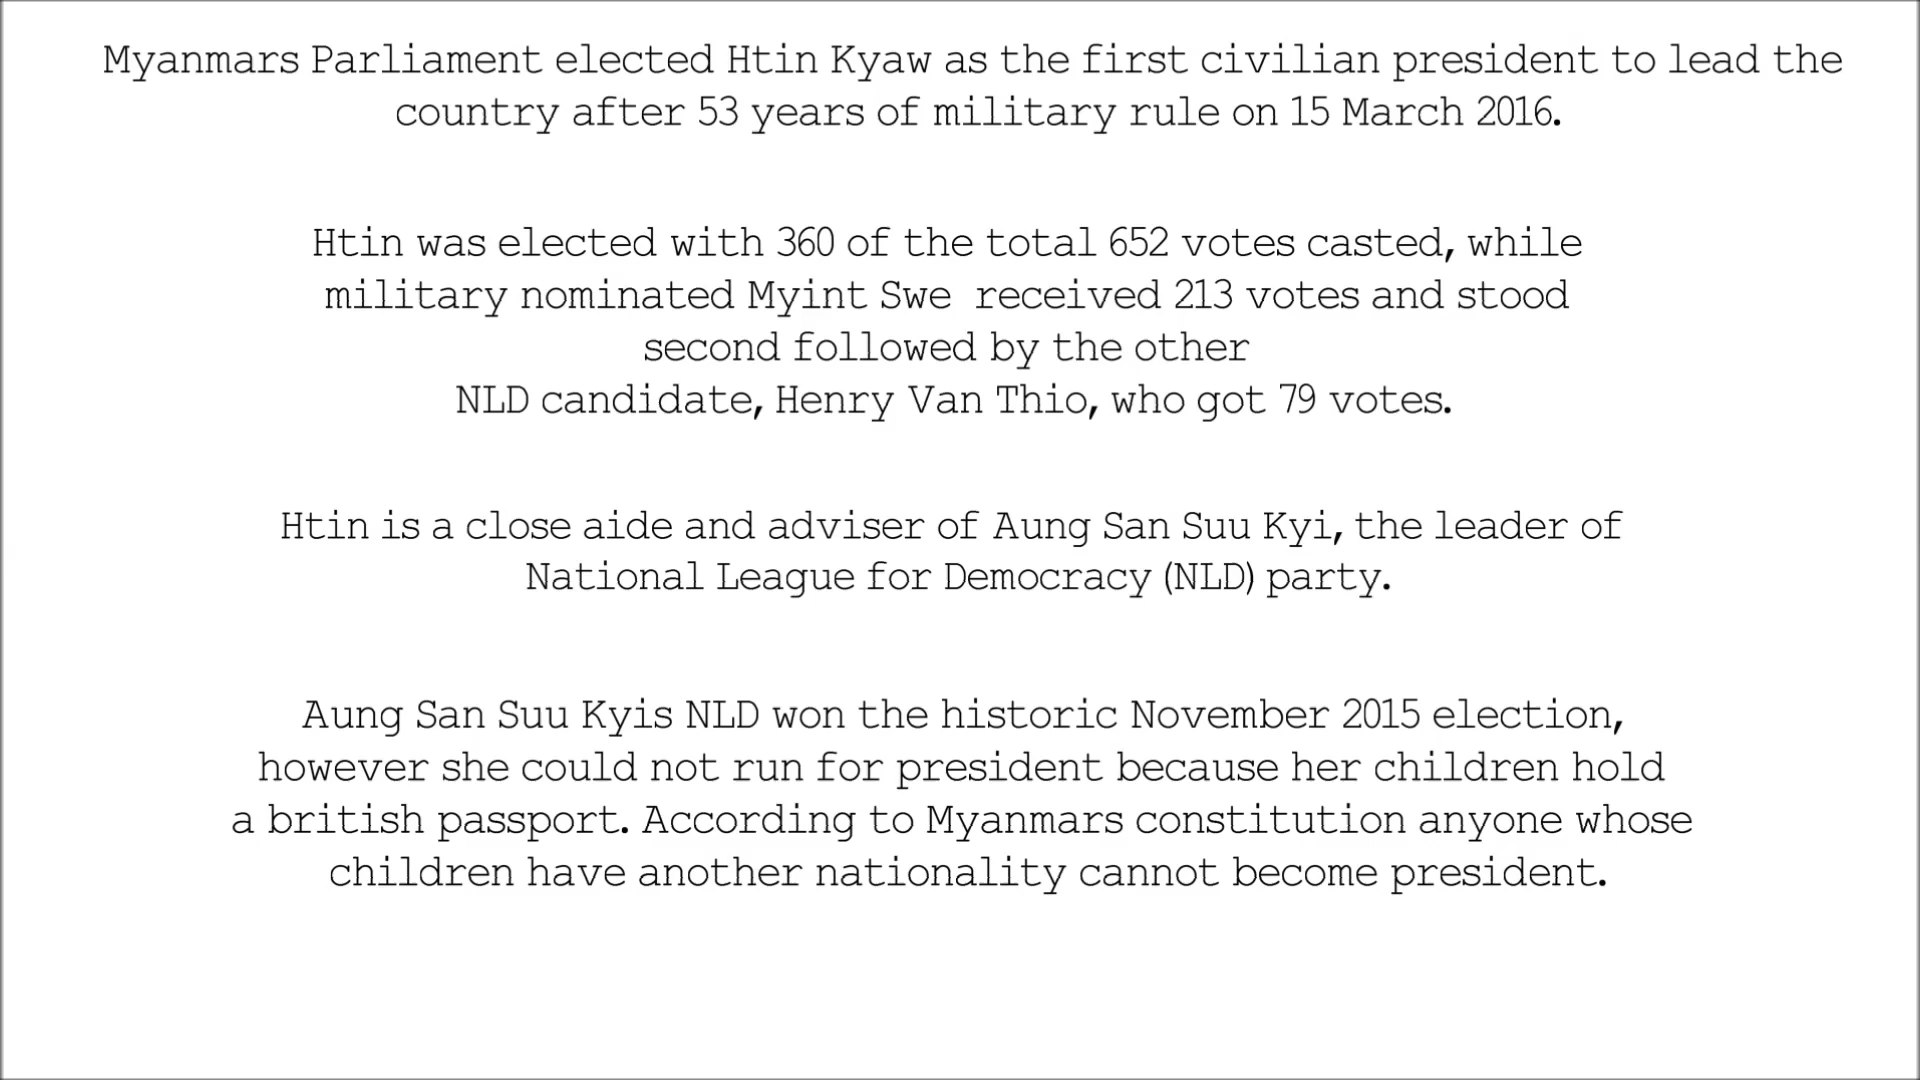 Myanmars Parliament elected Htin Kyaw as the first civilian president to lead the
country after 53 years of military rule on 15 March 2016.
Htin was elected with 360 of the total 652 votes casted, while
military nominated Myint Swe  received 213 votes and stood
second followed by the other
NLD candidate, Henry Van Thio, who got 79 votes.
Htin is a close aide and adviser of Aung San Suu Kyi, the leader of
National League for Democracy (NLD) party.
Aung San Suu Kyis NLD won the historic November 2015 election,
however she could not run for president because her children hold
a british passport. According to Myanmars constitution anyone whose
children have another nationality cannot become president.